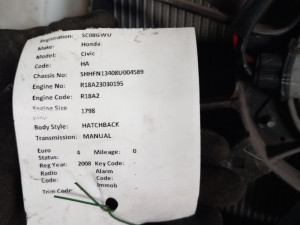 Registration: SC08GWU
Make: Honda
Model: Civic
Code: HA
Chassis No: SHHFN13408U004589
Engine No: R18A23030195
Engine Code: R18A2
Engine Size 1798
Body Style: HATCHBACK
Transmission: MANUAL
Euro Status: 4 Mileage: 0
Reg Year: 2008 Key Code: -
Radio Code: Alarm Code:
Trim Code: Immob